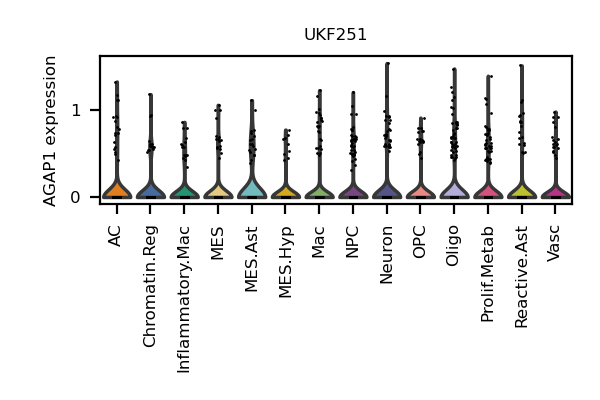 UKF251
AGAP1 expression
1
0
AC
Chromatin.Reg
Inflammatory.Mac
MES
MES.Ast
MES.Hyp
Mac
NPC
Neuron
OPC
Oligo
Prolif.Metab
Reactive.Ast
Vasc